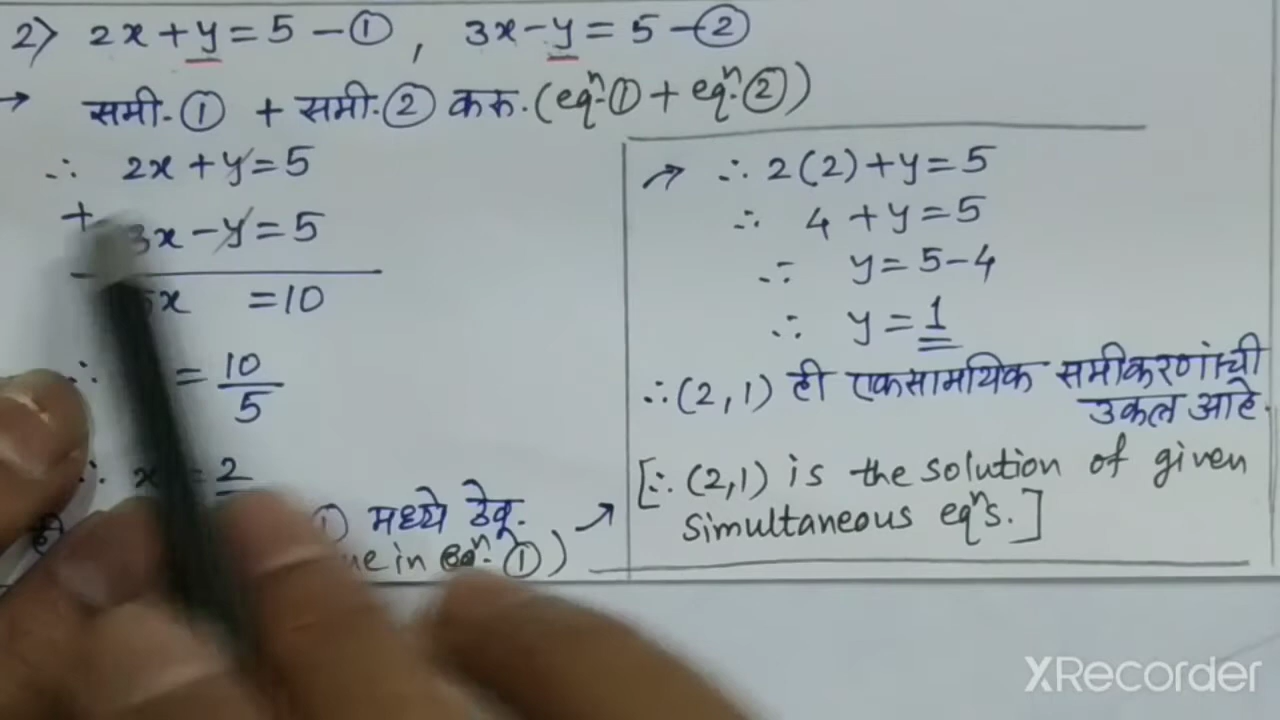 2) 2x + y = 5 – ①, 3x – y = 5 – ②
→ समी. ① + समी. ② करु. (eqⁿ. ① + eqⁿ. ②)
∴ 2x + y = 5
+ 3x – y = 5
5x = 10
∴ = 10/5
∴ x = 2
① मध्ये ठेवू.
in eqⁿ. ①)
→ ∴ 2(2) + y = 5
∴ 4 + y = 5
∴ y = 5 – 4
∴ y = 1
∴ (2,1) ही एकसामयिक समीकरणांची
उकल आहे.
[∴ (2,1) is the solution of given
simultaneous eqⁿs.]
XRecorder